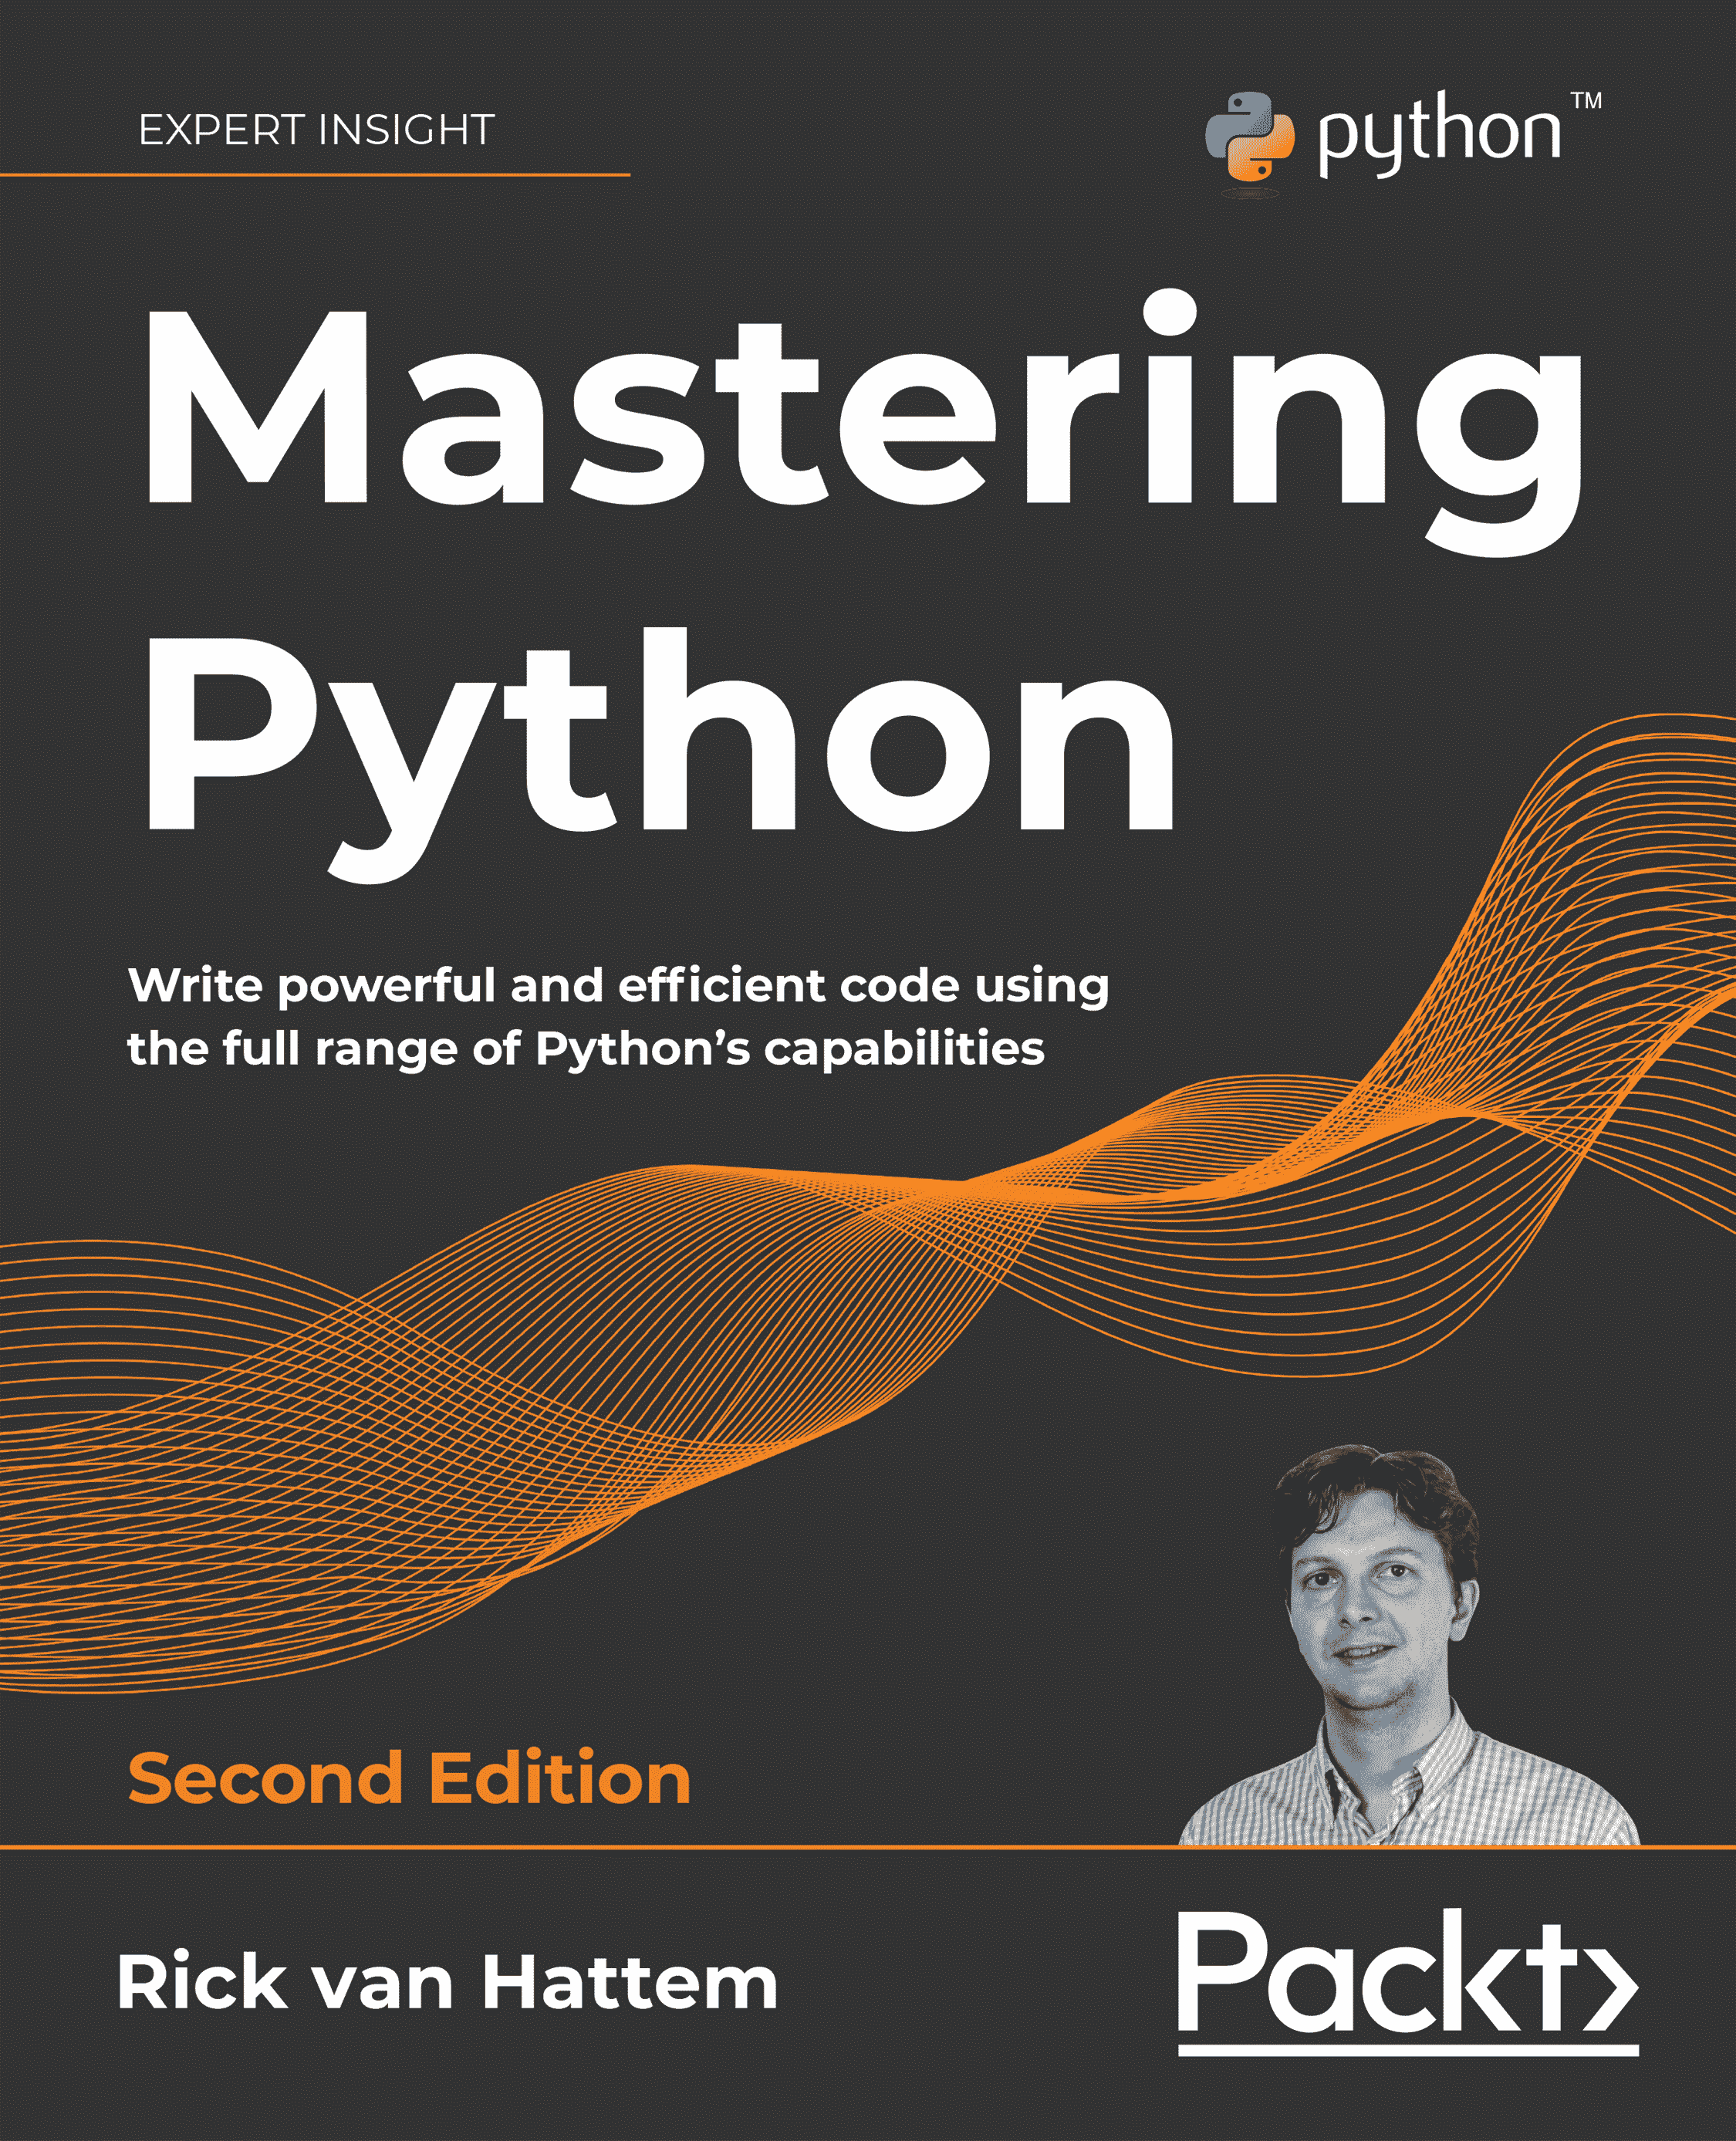 EXPERT INSIGHT
python™
Mastering
Python
Write powerful and efficient code using
the full range of Python’s capabilities
Second Edition
Rick van Hattem
Packt